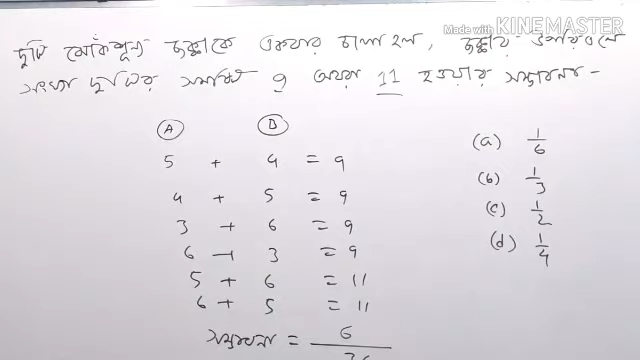 Made with KINEMASTER
দুটি ঝোঁকশূন্য ছক্কাকে একবার চালা হল, ছক্কার উপরিতলে
সংখ্যা দুটির সমষ্টি 9 অথবা 11 হওয়ার সম্ভাবনা -
A B
5 + 4 = 9
4 + 5 = 9
3 + 6 = 9
6 + 3 = 9
5 + 6 = 11
6 + 5 = 11
সম্ভাবনা = 6
(a) 1/6
(b) 1/3
(c) 1/2
(d) 1/4